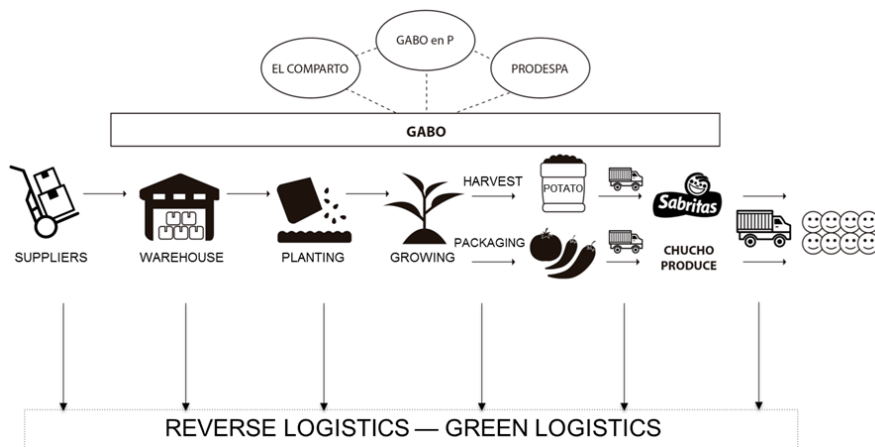 GABO en P
EL COMPARTO
PRODESPA
GABO
HARVEST
POTATO
Sabritas
PACKAGING
CHUCHO
PRODUCE
SUPPLIERS
WAREHOUSE
PLANTING
GROWING
REVERSE LOGISTICS — GREEN LOGISTICS